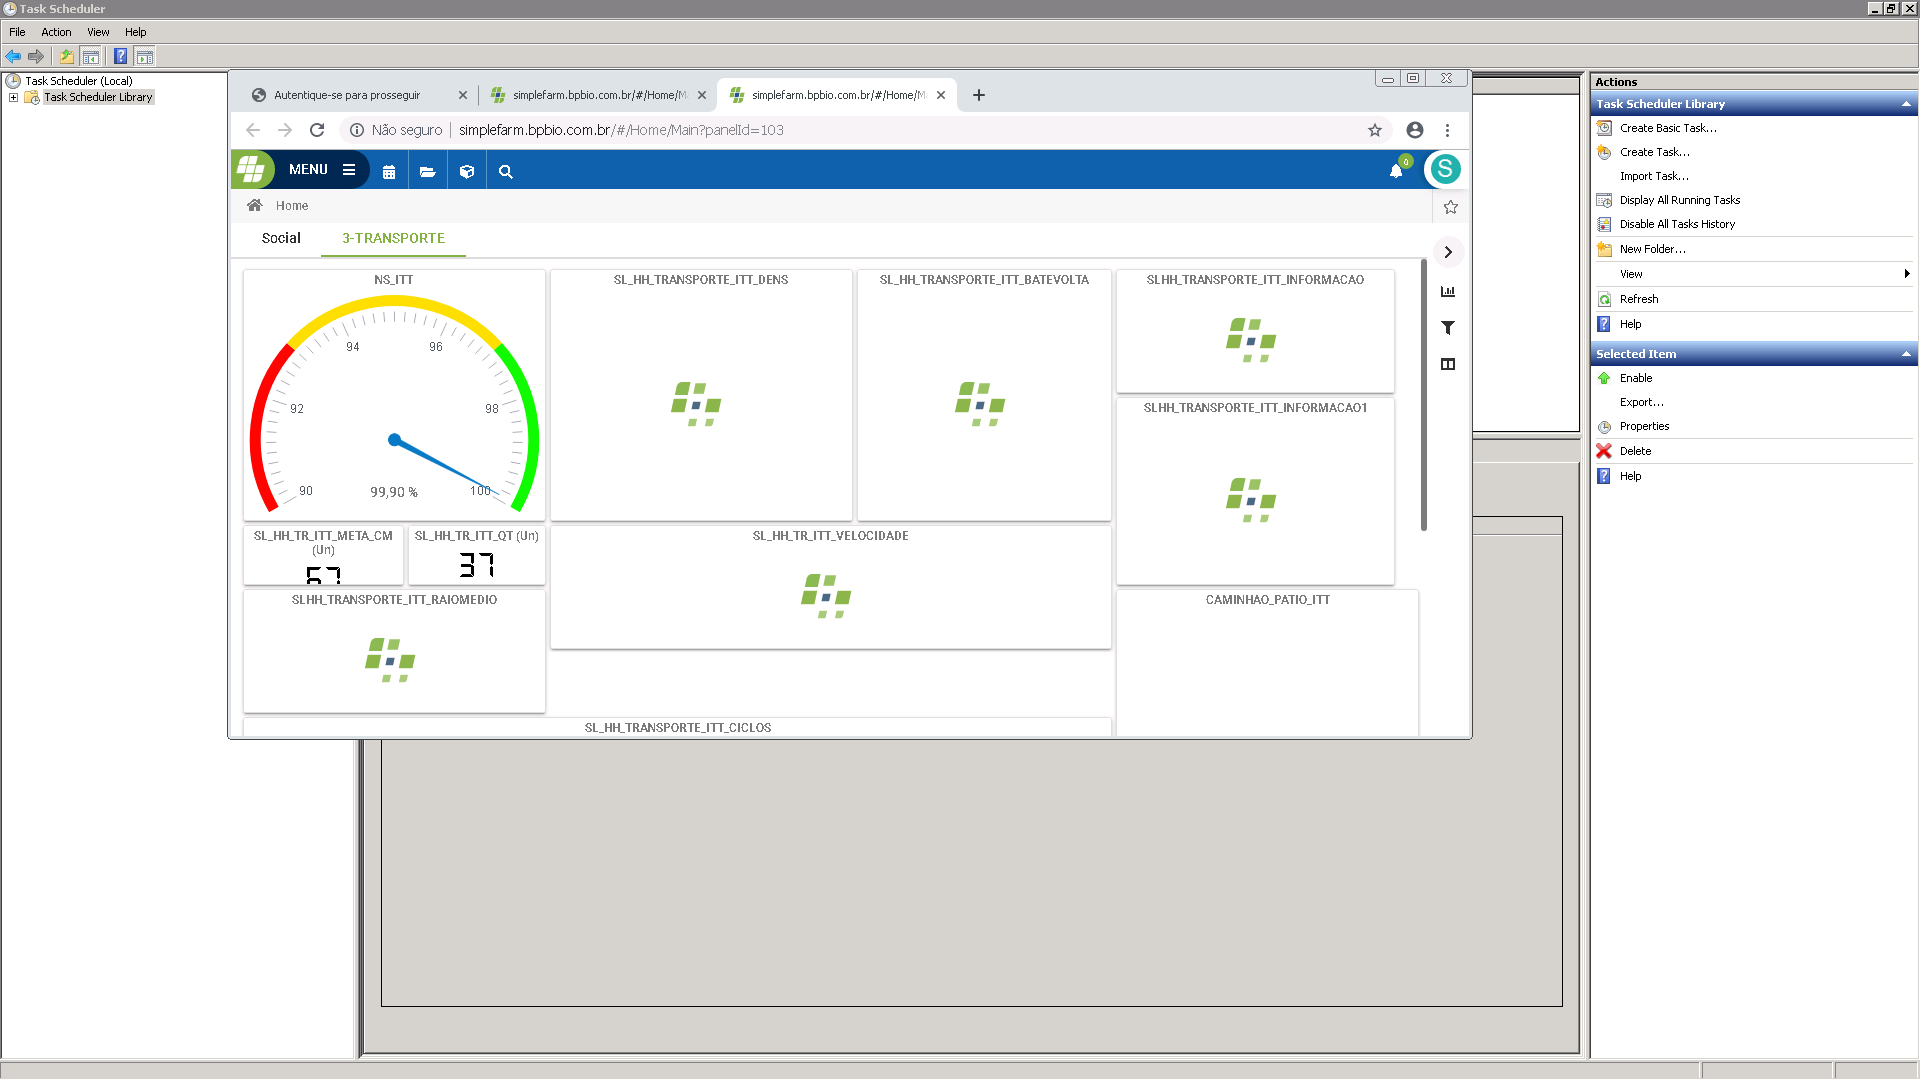 Task Scheduler
File Action View Help
Task Scheduler (Local)
Task Scheduler Library
Autentique-se para prosseguir
simplefarm.bpbio.com.br/#/Home/M
simplefarm.bpbio.com.br/#/Home/M
Não seguro
simplefarm.bpbio.com.br/#/Home/Main?panelId=103
MENU
0
S
Home
Social
3-TRANSPORTE
NS_ITT
90
92
94
96
98
100
99,90 %
SL_HH_TRANSPORTE_ITT_DENS
SL_HH_TRANSPORTE_ITT_BATEVOLTA
SLHH_TRANSPORTE_ITT_INFORMACAO
SLHH_TRANSPORTE_ITT_INFORMACAO1
SL_HH_TR_ITT_META_CM
(Un)
67
SL_HH_TR_ITT_QT (Un)
37
SL_HH_TR_ITT_VELOCIDADE
SLHH_TRANSPORTE_ITT_RAIOMEDIO
CAMINHAO_PATIO_ITT
SL_HH_TRANSPORTE_ITT_CICLOS
Actions
Task Scheduler Library
Create Basic Task...
Create Task...
Import Task...
Display All Running Tasks
Disable All Tasks History
New Folder...
View
Refresh
Help
Selected Item
Enable
Export...
Properties
Delete
Help